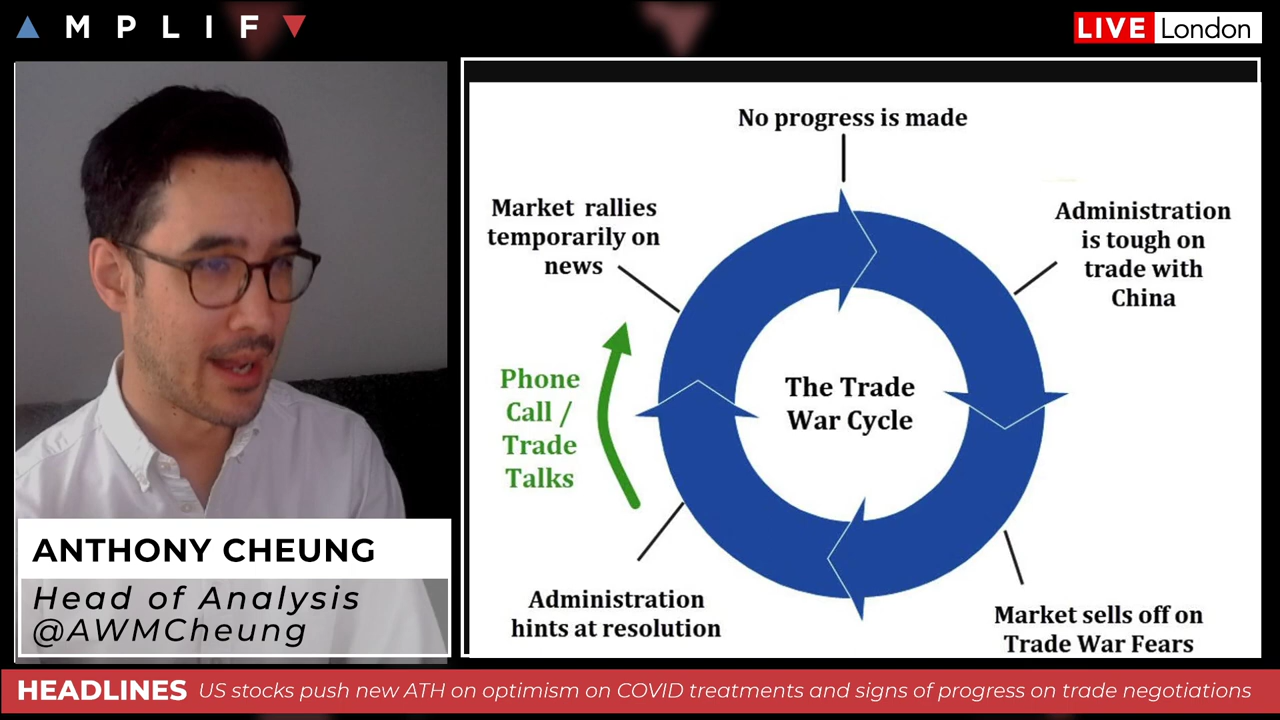 AMPLIFY
LIVE London
No progress is made
Market rallies
temporarily on
news
Administration
is tough on
trade with
China
Phone
Call /
Trade
Talks
The Trade
War Cycle
Administration
hints at resolution
Market sells off on
Trade War Fears
ANTHONY CHEUNG
Head of Analysis
@AWMCheung
HEADLINES US stocks push new ATH on optimism on COVID treatments and signs of progress on trade negotiations